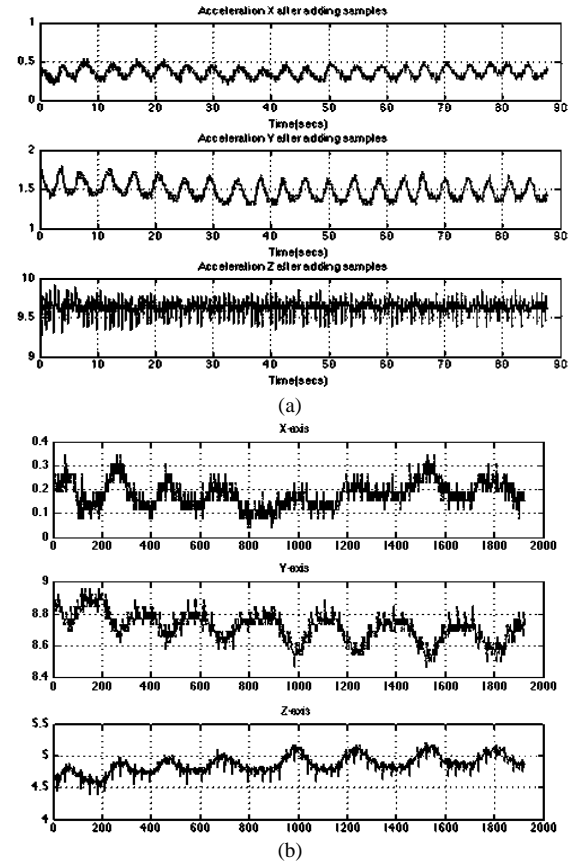 Acceleration X after adding samples
1
0.5
0
0 10 20 30 40 50 60 70 80 90
Time(secs)
Acceleration Y after adding samples
2
1.5
1
0 10 20 30 40 50 60 70 80 90
Time(secs)
Acceleration Z after adding samples
10
9.5
9
0 10 20 30 40 50 60 70 80 90
Time(secs)
(a)
X-axis
0.4
0.3
0.2
0.1
0
0 200 400 600 800 1000 1200 1400 1600 1800 2000
Y-axis
9
8.8
8.6
8.4
0 200 400 600 800 1000 1200 1400 1600 1800 2000
Z-axis
5.5
5
4.5
4
0 200 400 600 800 1000 1200 1400 1600 1800 2000
(b)